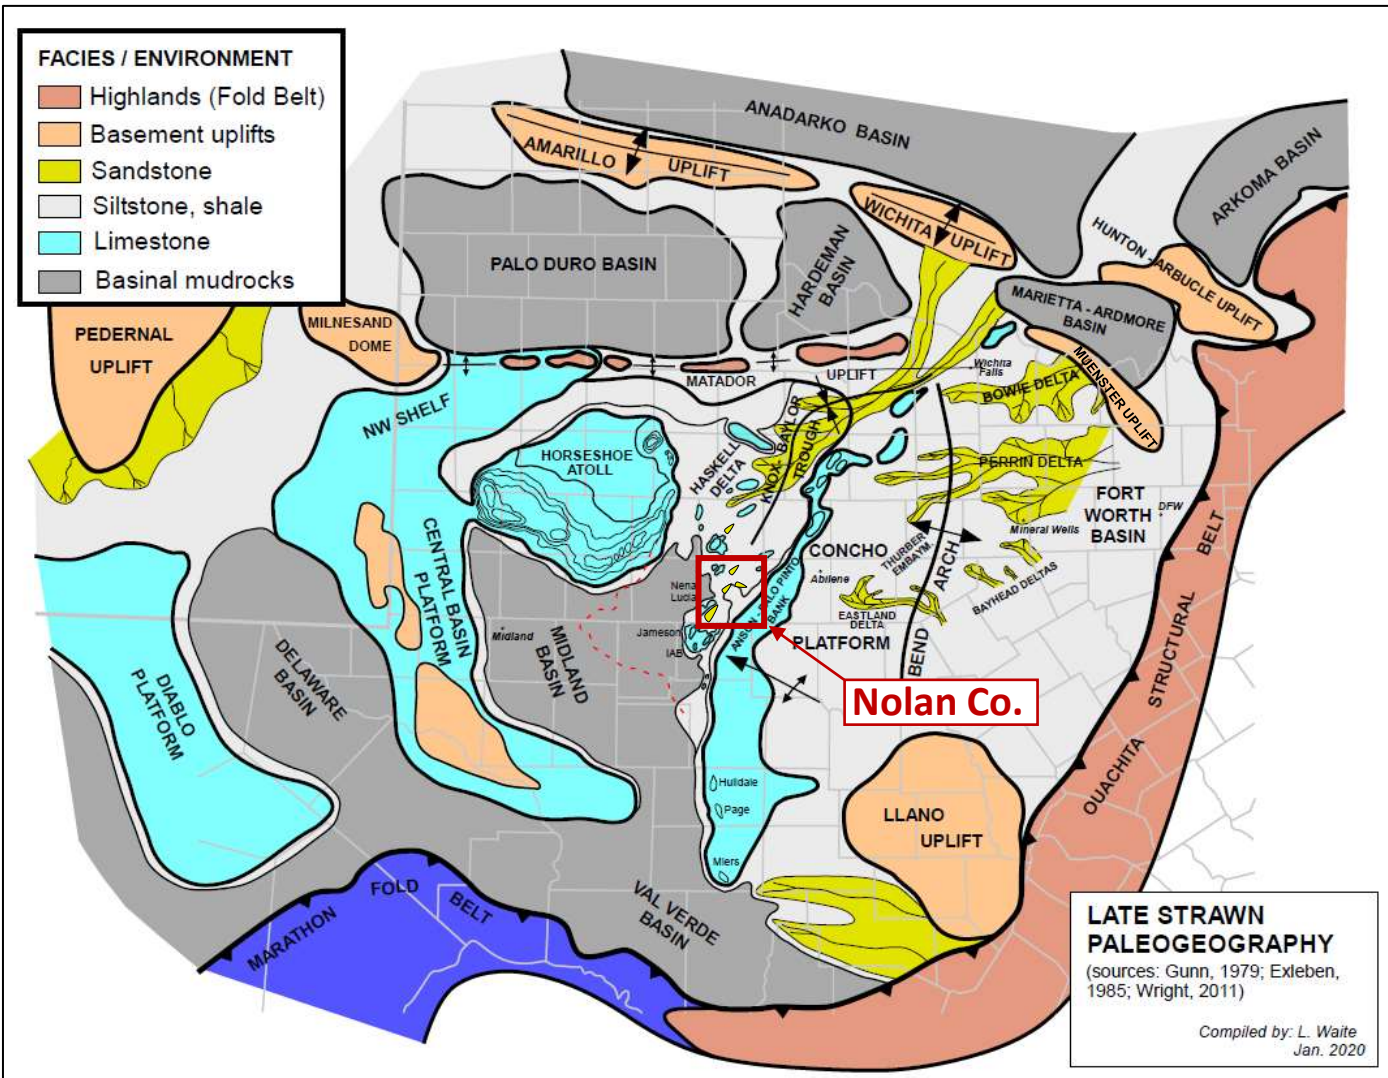 FACIES / ENVIRONMENT
Highlands (Fold Belt)
Basement uplifts
Sandstone
Siltstone, shale
Limestone
Basinal mudrocks
ANADARKO BASIN
ARKOMA BASIN
AMARILLO UPLIFT
WICHITA UPLIFT
HUNTON - ARBUCLE UPLIFT
PALO DURO BASIN
HARDEMAN
BASIN
MARIETTA - ARDMORE
BASIN
PEDERNAL
UPLIFT
MILNESAND
DOME
MATADOR UPLIFT
Wichita
Falls
MUENSTER UPLIFT
BOWIE DELTA
NW SHELF
HORSESHOE
ATOLL
HASKELL
DELTA
KNOX - BAYLOR
TROUGH
PERRIN DELTA
FORT
WORTH
BASIN
DFW
Mineral Wells
CENTRAL BASIN
PLATFORM
CONCHO
PLATFORM
THURBER
EMBAYM.
Abilene
BEND ARCH
BAYHEAD DELTAS
EASTLAND
DELTA
Nena
Lucia
ANSON - PALO PINTO
BANK
Jameson
IAB
Midland
MIDLAND
BASIN
DELAWARE
BASIN
DIABLO
PLATFORM
Nolan Co.
OUACHITA STRUCTURAL BELT
Hulldale
Page
Miers
LLANO
UPLIFT
VAL VERDE
BASIN
MARATHON FOLD BELT
LATE STRAWN
PALEOGEOGRAPHY
(sources: Gunn, 1979; Exleben,
1985; Wright, 2011)
Compiled by: L. Waite
Jan. 2020